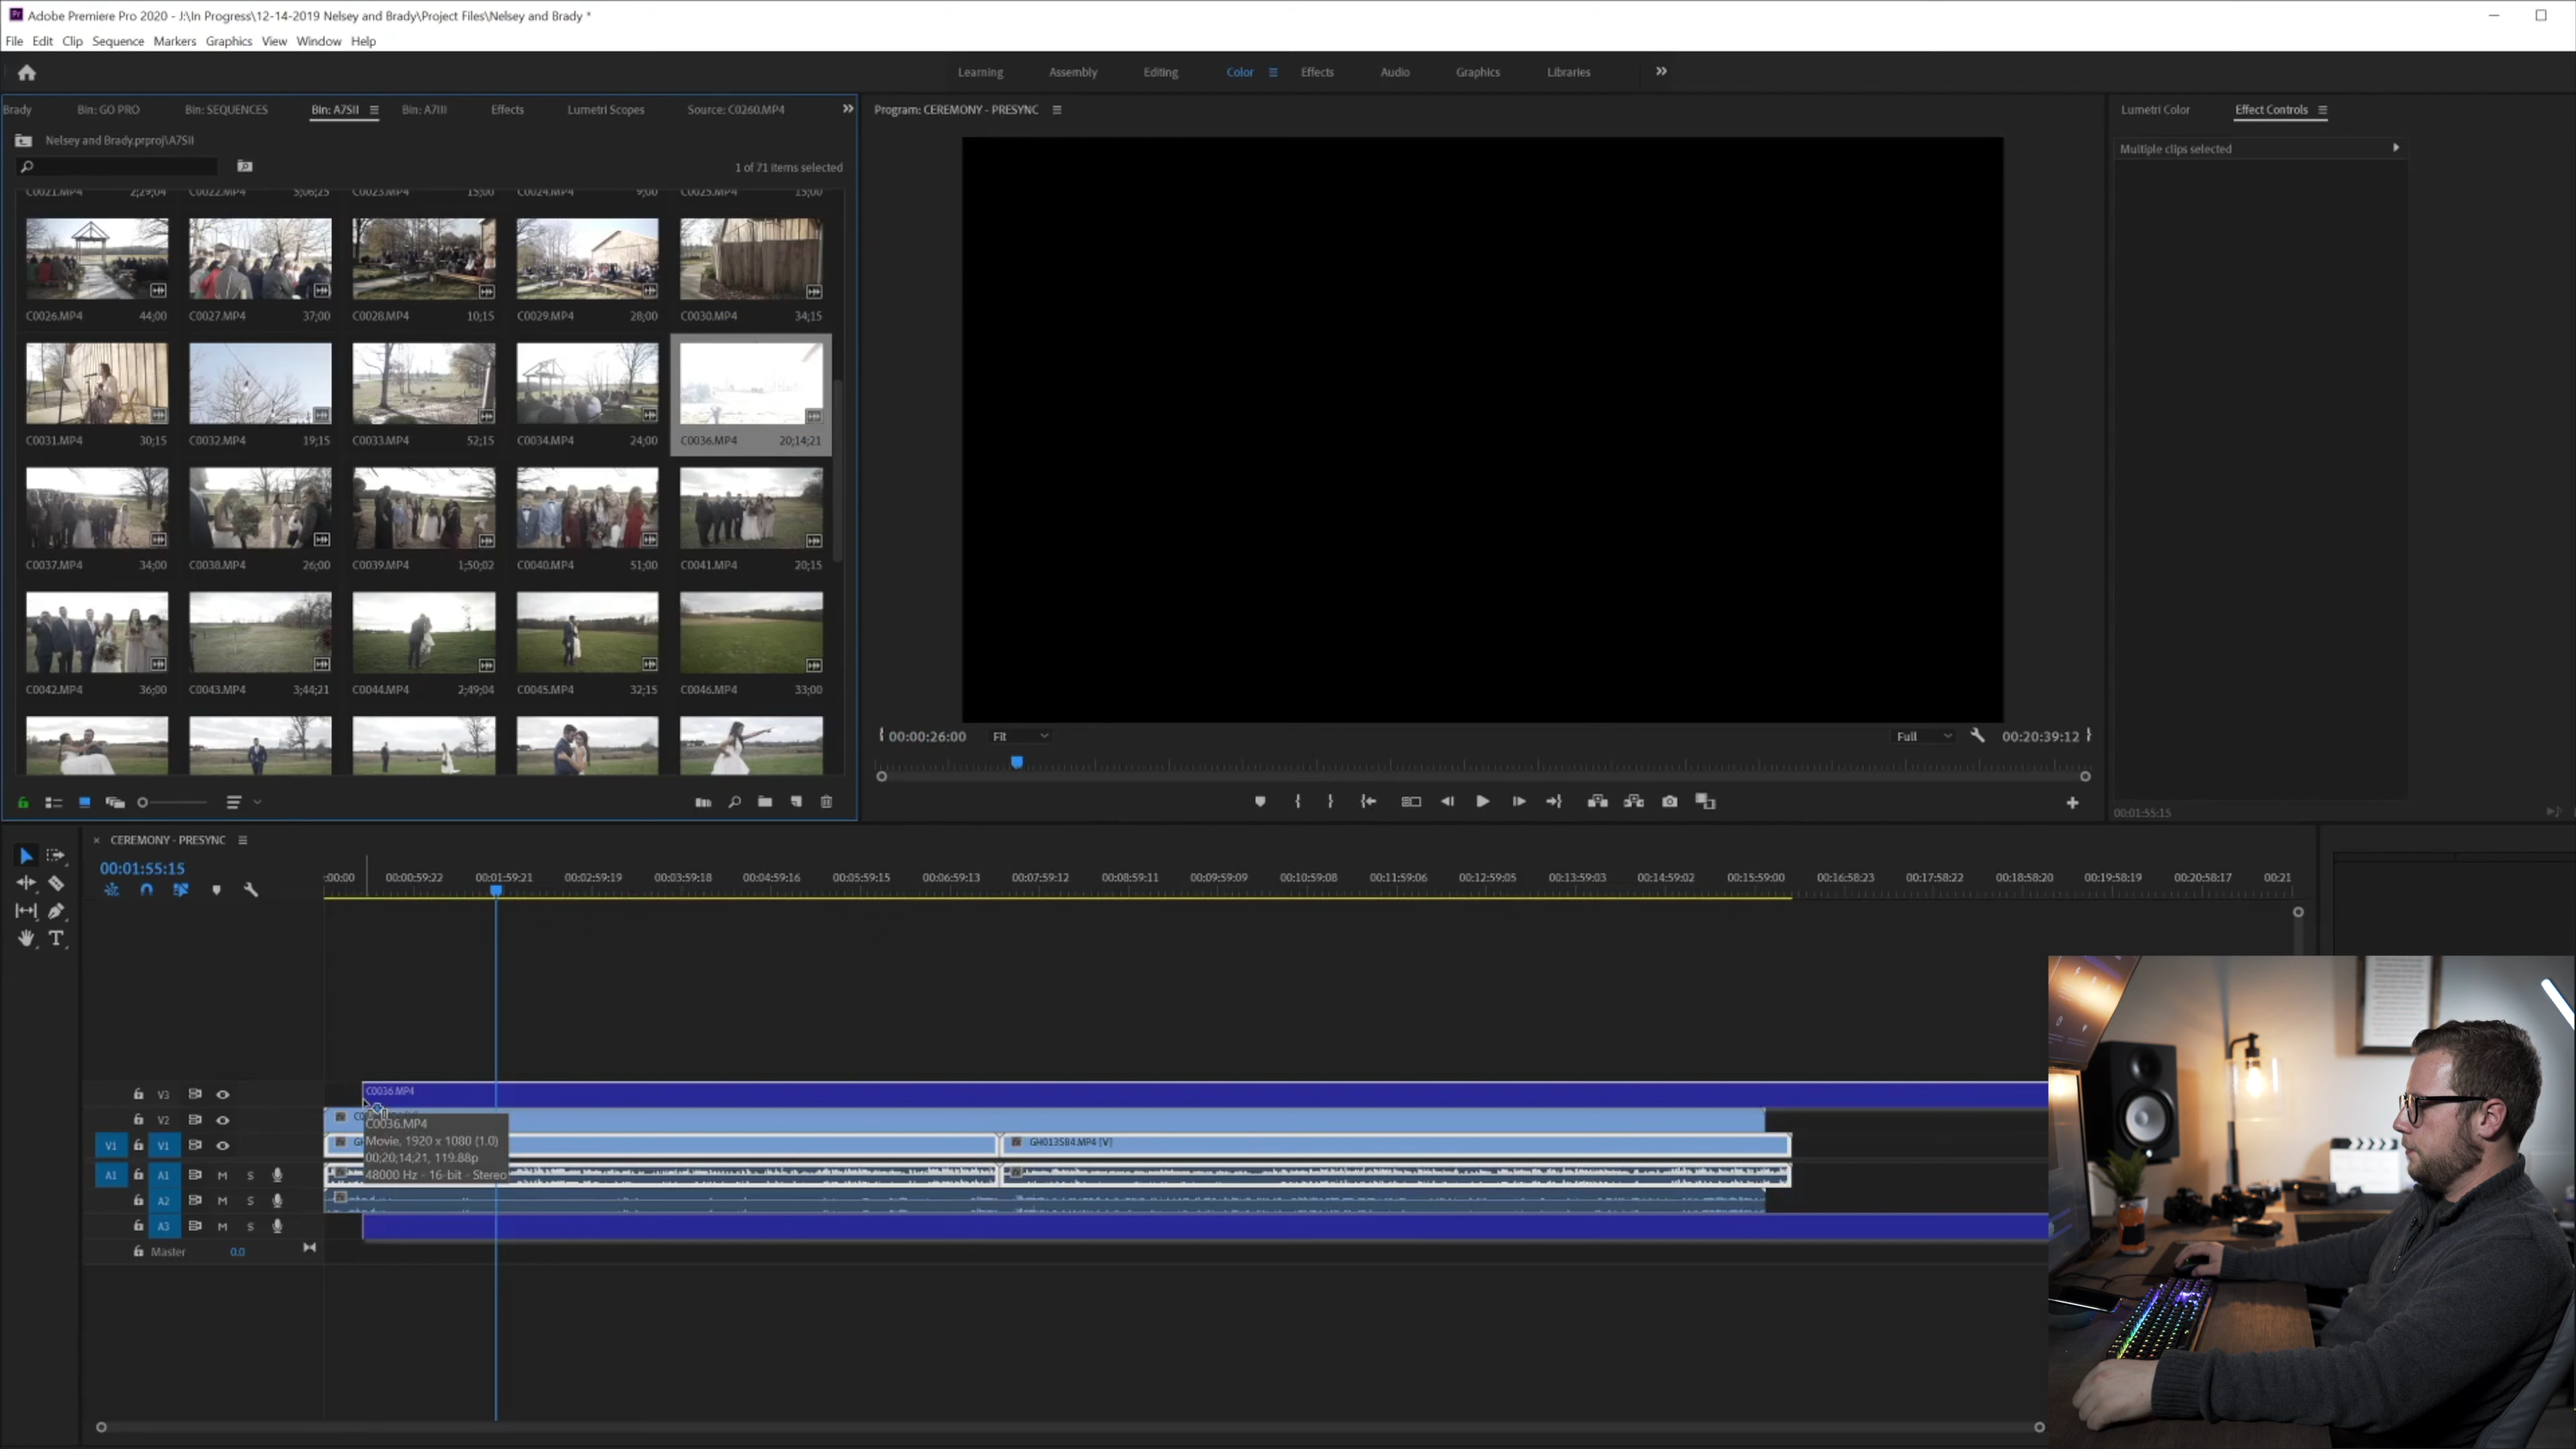 Adobe Premiere Pro 2020 - J:\In Progress\12-14-2019 Nelsey and Brady\Project Files\Nelsey and Brady *
File Edit Clip Sequence Markers Graphics View Window Help
Learning Assembly Editing Color Effects Audio Graphics Libraries
Brady Bin: GO PRO Bin: SEQUENCES Bin: A7SII Bin: A7III Effects Lumetri Scopes Source: C0260.MP4
Program: CEREMONY - PRESYNC
Lumetri Color Effect Controls
Nelsey and Brady.prproj\A7SII
Multiple clips selected
1 of 71 items selected
C0021.MP4 2;29;04 C0022.MP4 5;06;25 C0023.MP4 15;00 C0024.MP4 9;00 C0025.MP4 15;00
C0026.MP4 44;00 C0027.MP4 37;00 C0028.MP4 10;15 C0029.MP4 28;00 C0030.MP4 34;15
C0031.MP4 30;15 C0032.MP4 19;15 C0033.MP4 52;15 C0034.MP4 24;00 C0036.MP4 20;14;21
C0037.MP4 34;00 C0038.MP4 26;00 C0039.MP4 1;50;02 C0040.MP4 51;00 C0041.MP4 20;15
C0042.MP4 36;00 C0043.MP4 3;44;21 C0044.MP4 2;49;04 C0045.MP4 32;15 C0046.MP4 33;00
00:00:26:00 Fit Full 00:20:39:12
00:01:55:15
CEREMONY - PRESYNC
00:01:55:15
:00:00 00:00:59:22 00:01:59:21 00:02:59:19 00:03:59:18 00:04:59:16 00:05:59:15 00:06:59:13 00:07:59:12 00:08:59:11 00:09:59:09 00:10:59:08 00:11:59:06 00:12:59:05 00:13:59:03 00:14:59:02 00:15:59:00 00:16:58:23 00:17:58:22 00:18:58:20 00:19:58:19 00:20:58:17 00:21
V3 C0036.MP4
V2
C0036.MP4
V1 V1 GH013584.MP4 [V]
Movie, 1920 x 1080 (1.0)
00;20;14;21, 119.88p
48000 Hz - 16-bit - Stereo
A1 A1 M S
A2 M S
A3 M S
Master 0.0